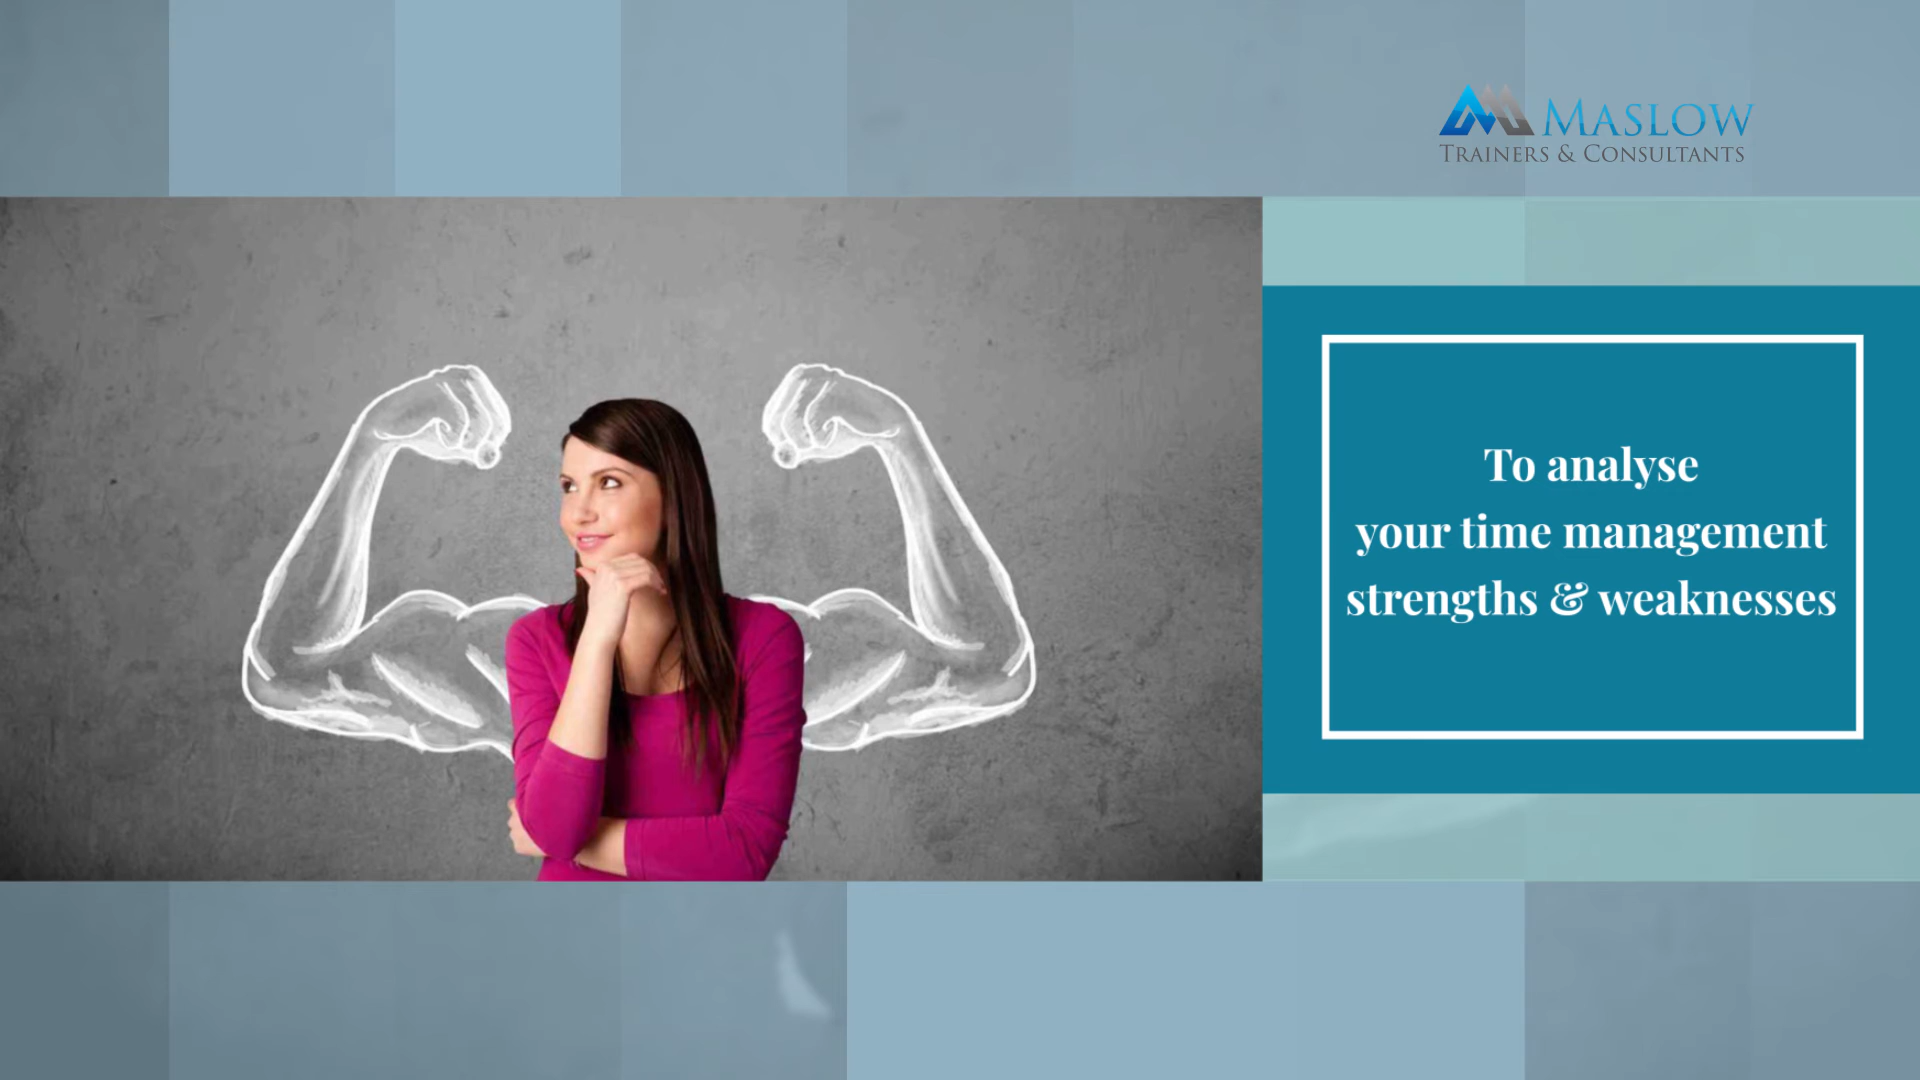 MASLOW
TRAINERS & CONSULTANTS
To analyse
your time management
strengths & weaknesses